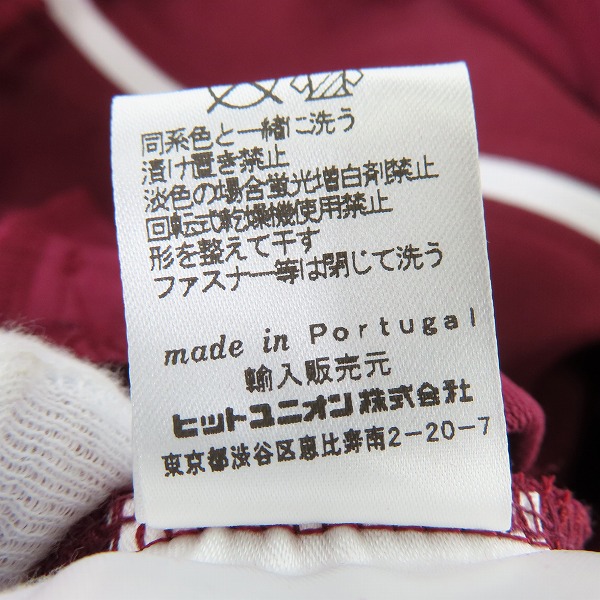 同系色と一緒に洗う
漬け置き禁止
淡色の場合蛍光増白剤禁止
回転式乾燥機使用禁止
形を整えて干す
ファスナー等は閉じて洗う
made in Portugal
輸入販売元
ヒットユニオン株式会社
東京都渋谷区恵比寿南2-20-7